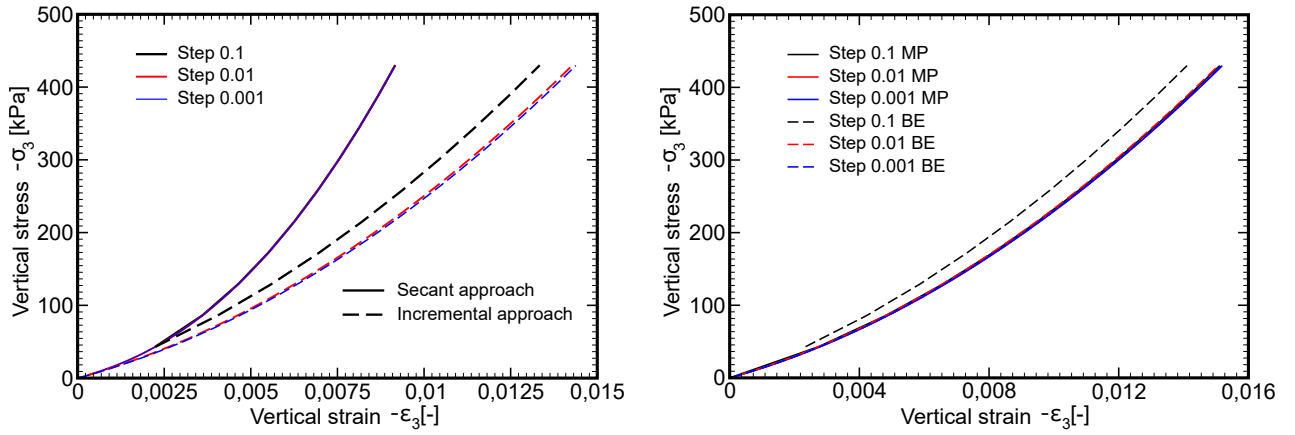 500
400
300
200
100
0
Vertical stress -σ₃ [kPa]
Step 0.1
Step 0.01
Step 0.001
Secant approach
Incremental approach
0 0,0025 0,005 0,0075 0,01 0,0125 0,015
Vertical strain -ε₃[-]
500
400
300
200
100
0
Vertical stress -σ₃ [kPa]
Step 0.1 MP
Step 0.01 MP
Step 0.001 MP
Step 0.1 BE
Step 0.01 BE
Step 0.001 BE
0 0,004 0,008 0,012 0,016
Vertical strain -ε₃[-]